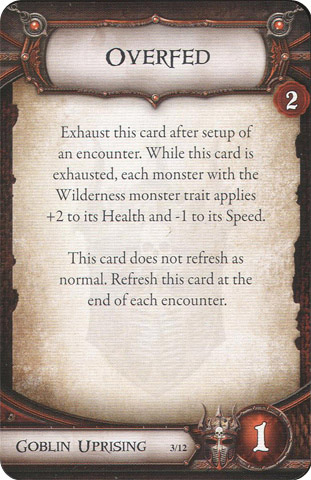 Overfed
2
Exhaust this card after setup of
an encounter. While this card is
exhausted, each monster with the
Wilderness monster trait applies
+2 to its Health and -1 to its Speed.
This card does not refresh as
normal. Refresh this card at the
end of each encounter.
Goblin Uprising 3/12 1